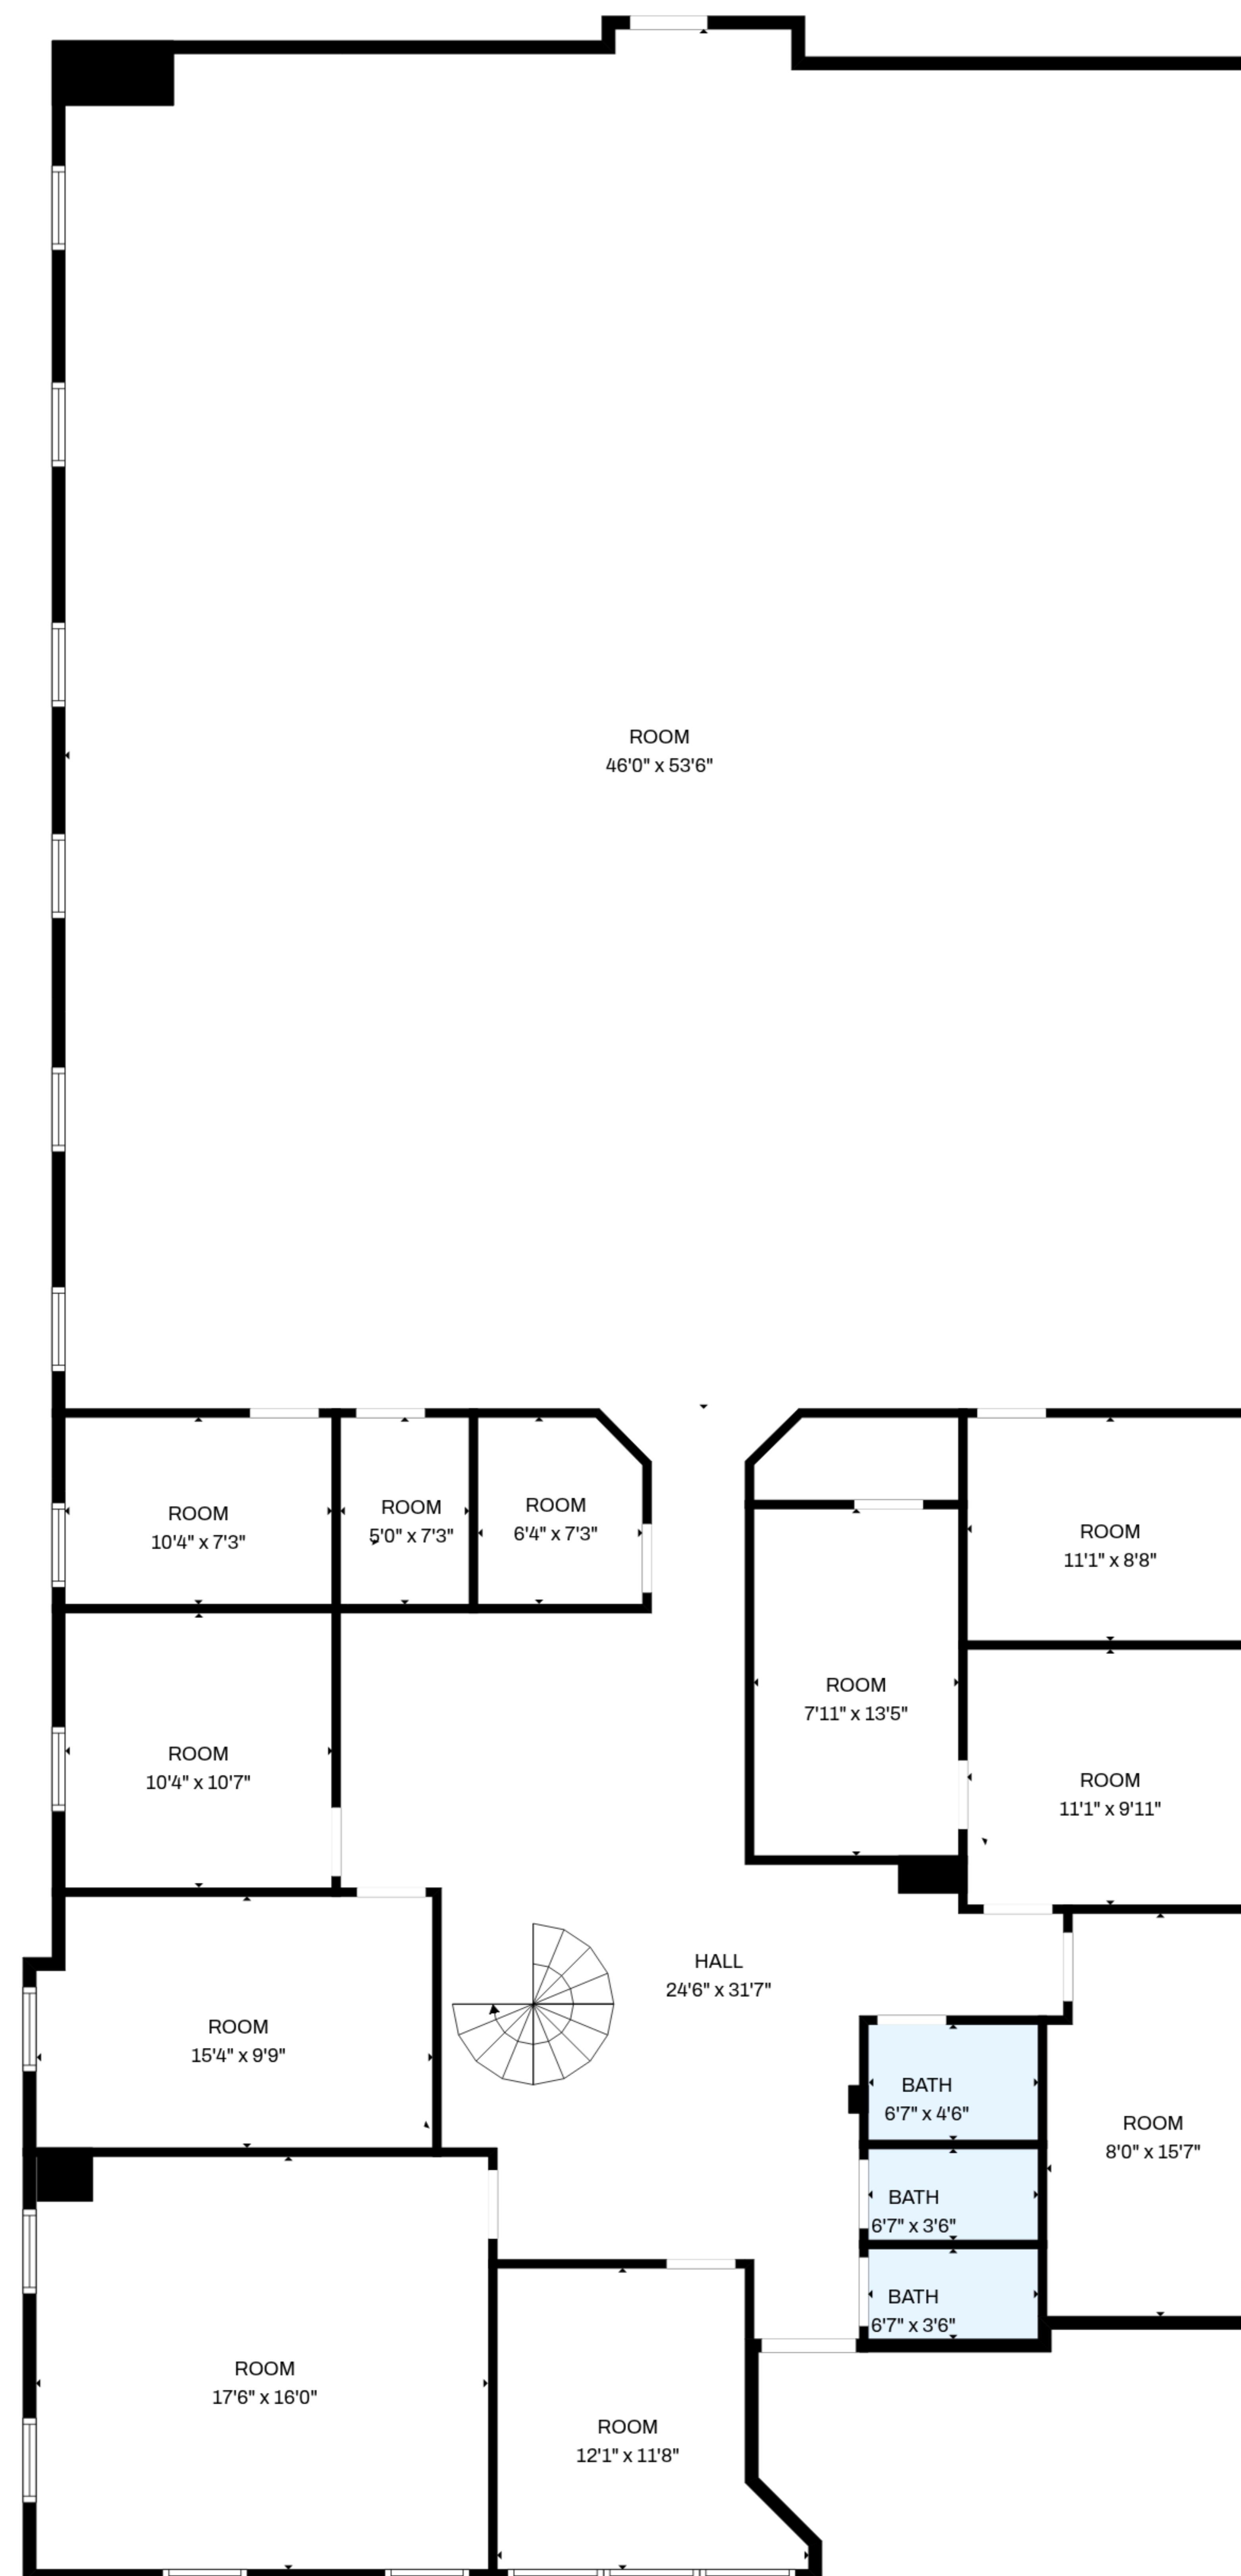 ROOM
46'0" x 53'6"
ROOM
10'4" x 7'3"
ROOM
5'0" x 7'3"
ROOM
6'4" x 7'3"
ROOM
11'1" x 8'8"
ROOM
7'11" x 13'5"
ROOM
10'4" x 10'7"
ROOM
11'1" x 9'11"
HALL
24'6" x 31'7"
ROOM
15'4" x 9'9"
BATH
6'7" x 4'6"
ROOM
8'0" x 15'7"
BATH
6'7" x 3'6"
BATH
6'7" x 3'6"
ROOM
17'6" x 16'0"
ROOM
12'1" x 11'8"